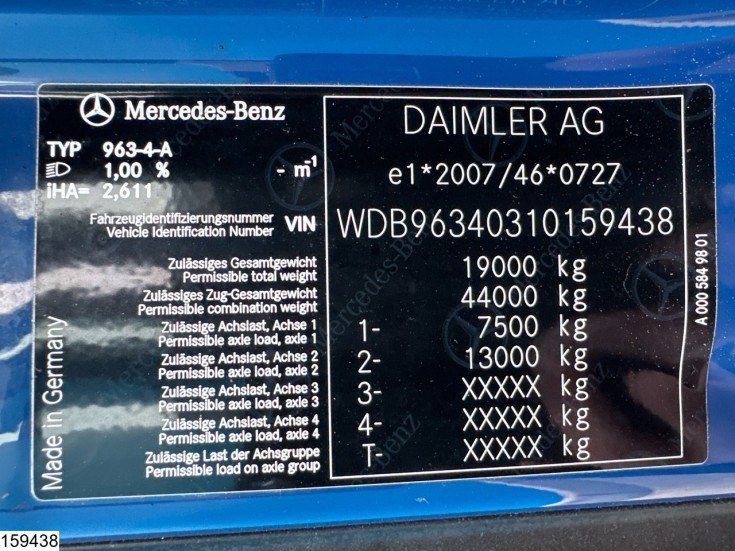 Mercedes-Benz
DAIMLER AG
TYP 963-4-A
1,00 % - m⁻¹
iHA= 2,611
e1*2007/46*0727
Fahrzeugidentifizierungsnummer
Vehicle Identification Number VIN WDB96340310159438
Zulässiges Gesamtgewicht
Permissible total weight 19000 kg
Zulässiges Zug-Gesamtgewicht
Permissible combination weight 44000 kg
Zulässige Achslast, Achse 1
Permissible axle load, axle 1 1- 7500 kg
Zulässige Achslast, Achse 2
Permissible axle load, axle 2 2- 13000 kg
Zulässige Achslast, Achse 3
Permissible axle load, axle 3 3- XXXXX kg
Zulässige Achslast, Achse 4
Permissible axle load, axle 4 4- XXXXX kg
Zulässige Last der Achsgruppe
Permissible load on axle group T- XXXXX kg
Made in Germany
A 000 584 98 01
159438